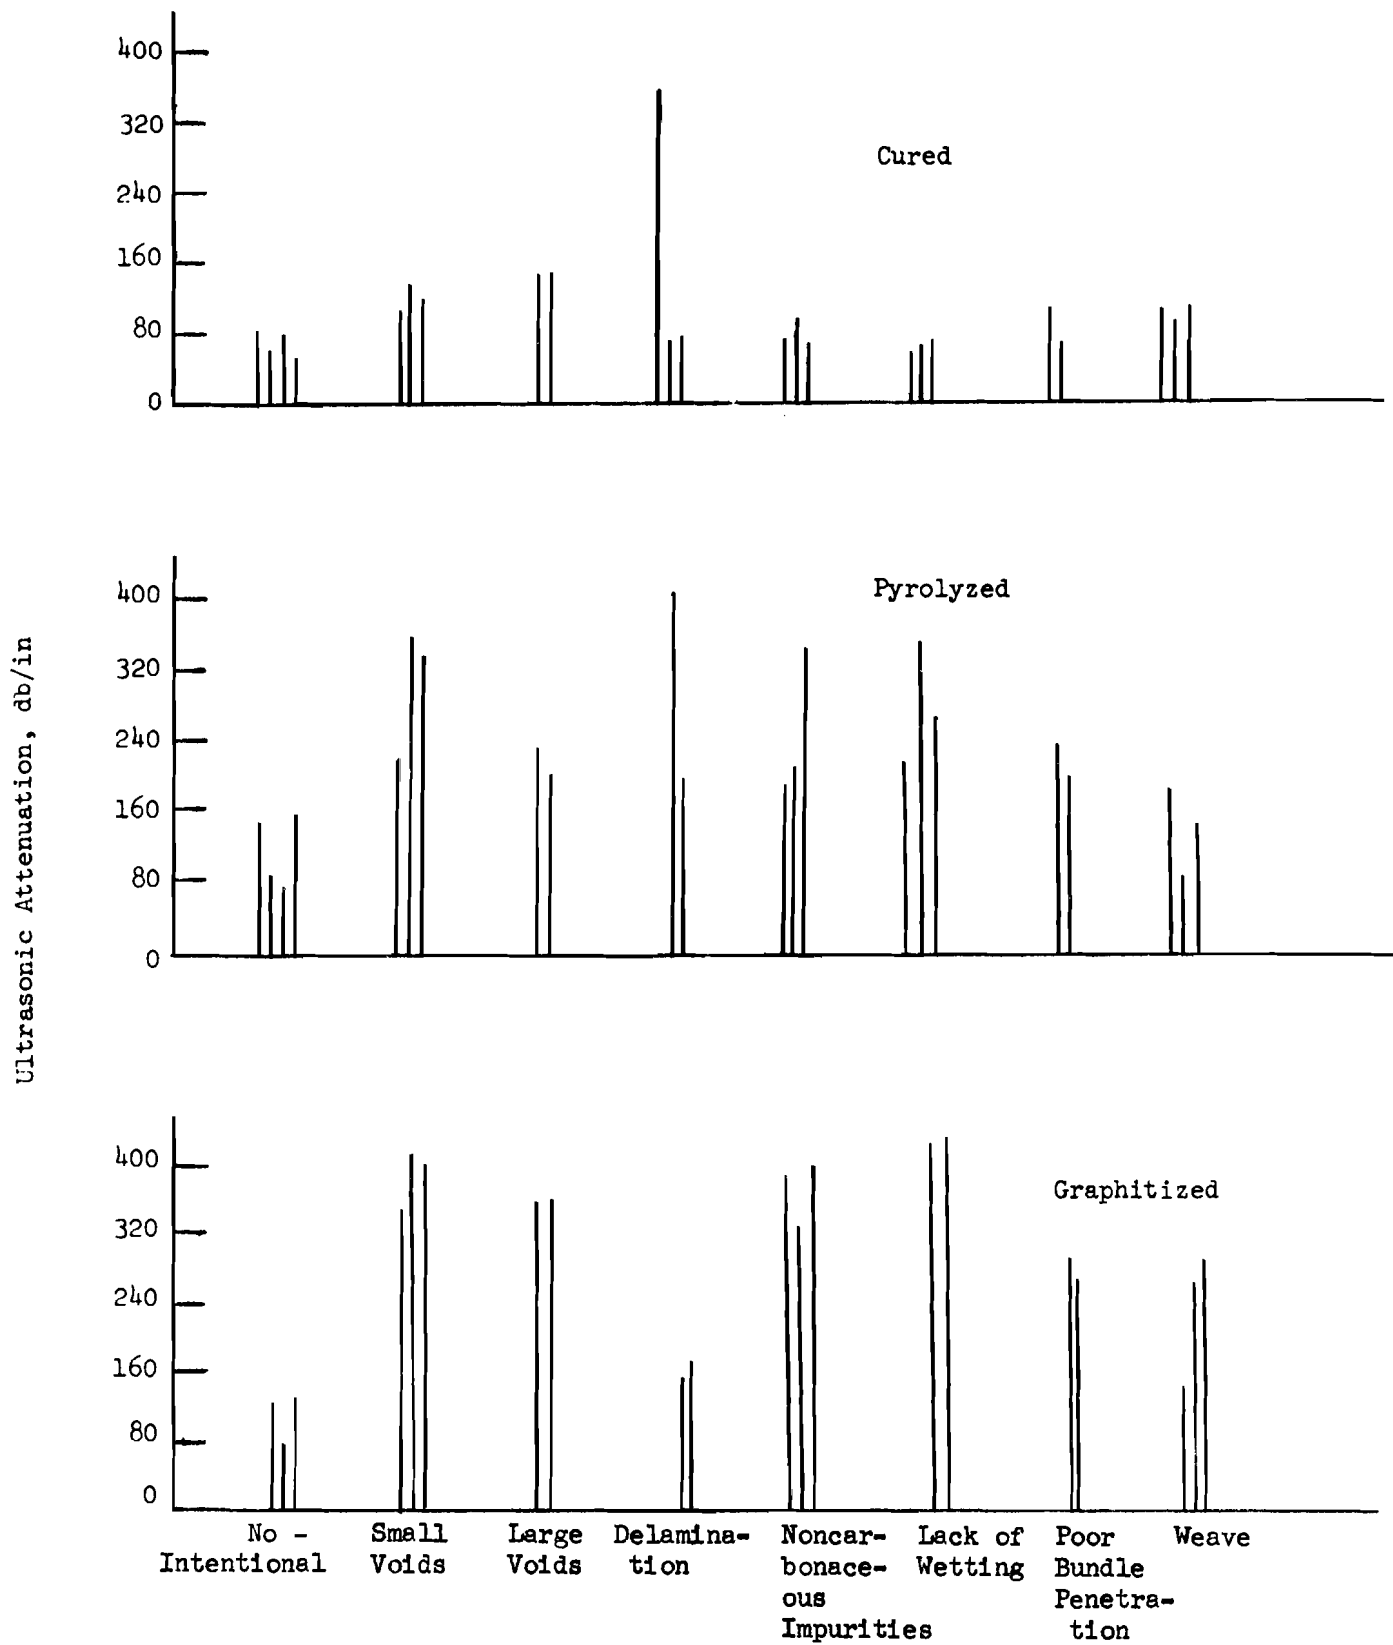 400
320
Cured
240
160
80
0
400
Pyrolyzed
320
240
160
80
0
Ultrasonic Attenuation, db/in
400
Graphitized
320
240
160
80
0
No -
Intentional
Small
Voids
Large
Voids
Delamina-
tion
Noncar-
bonace-
ous
Impurities
Lack of
Wetting
Poor
Bundle
Penetra-
tion
Weave